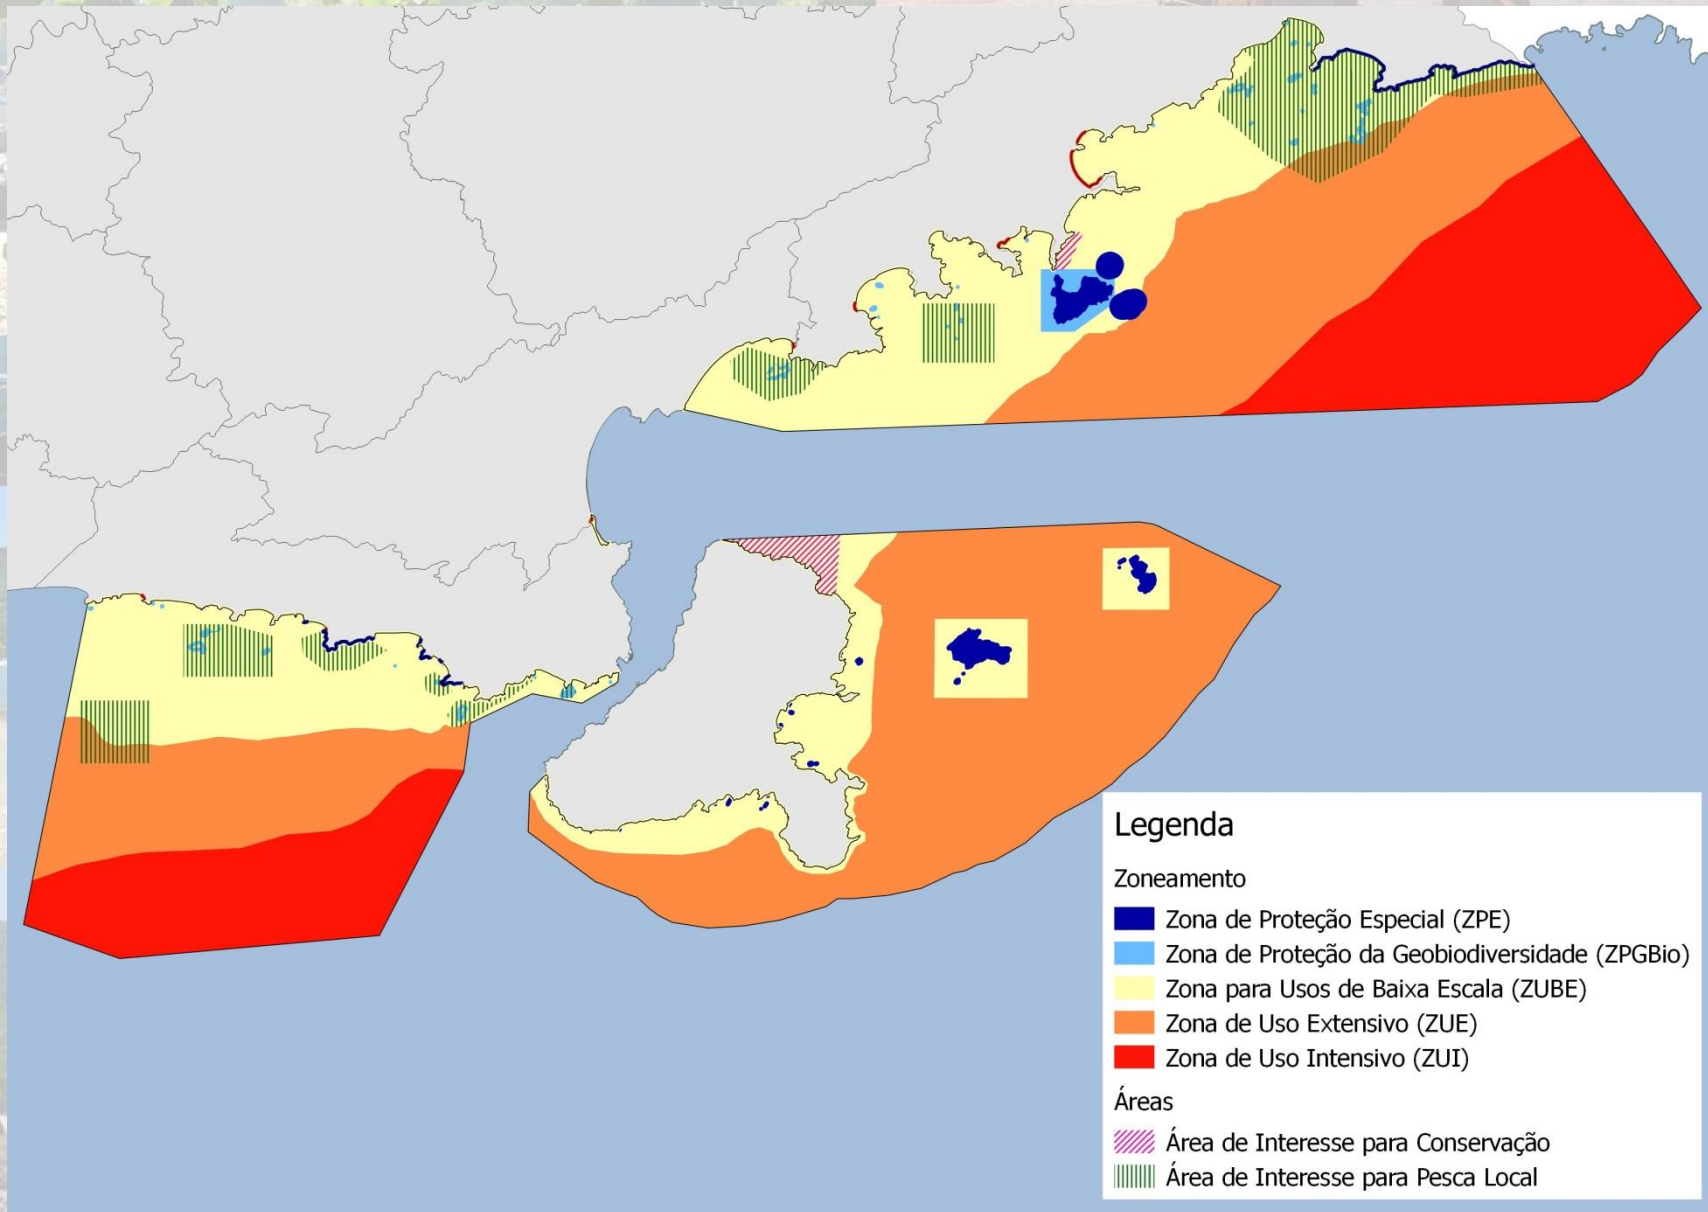 Legenda
Zoneamento
Zona de Proteção Especial (ZPE)
Zona de Proteção da Geobiodiversidade (ZPGBio)
Zona para Usos de Baixa Escala (ZUBE)
Zona de Uso Extensivo (ZUE)
Zona de Uso Intensivo (ZUI)
Áreas
Área de Interesse para Conservação
Área de Interesse para Pesca Local